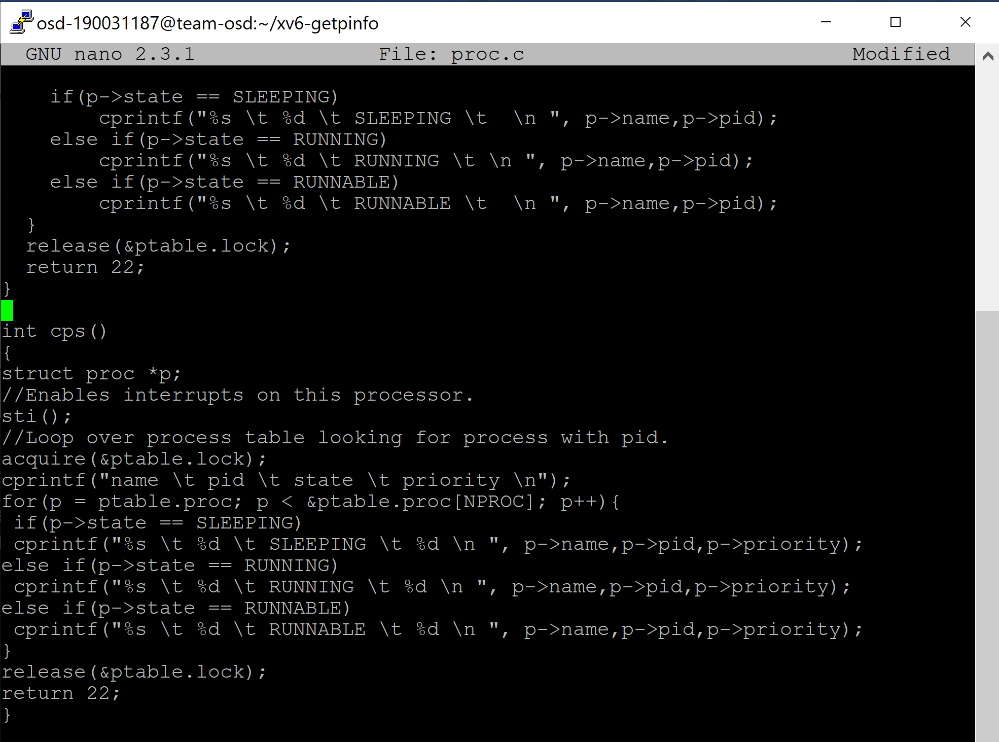 osd-190031187@team-osd:~/xv6-getpinfo
GNU nano 2.3.1 File: proc.c Modified
if(p->state == SLEEPING)
cprintf("%s \t %d \t SLEEPING \t  \n ", p->name,p->pid);
else if(p->state == RUNNING)
cprintf("%s \t %d \t RUNNING \t \n ", p->name,p->pid);
else if(p->state == RUNNABLE)
cprintf("%s \t %d \t RUNNABLE \t  \n ", p->name,p->pid);
}
release(&ptable.lock);
return 22;
}
int cps()
{
struct proc *p;
//Enables interrupts on this processor.
sti();
//Loop over process table looking for process with pid.
acquire(&ptable.lock);
cprintf("name \t pid \t state \t priority \n");
for(p = ptable.proc; p < &ptable.proc[NPROC]; p++){
if(p->state == SLEEPING)
cprintf("%s \t %d \t SLEEPING \t %d \n ", p->name,p->pid,p->priority);
else if(p->state == RUNNING)
cprintf("%s \t %d \t RUNNING \t %d \n ", p->name,p->pid,p->priority);
else if(p->state == RUNNABLE)
cprintf("%s \t %d \t RUNNABLE \t %d \n ", p->name,p->pid,p->priority);
}
release(&ptable.lock);
return 22;
}